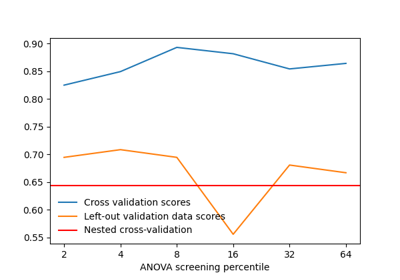 0.90
0.85
0.80
0.75
0.70
0.65
0.60
0.55
Cross validation scores
Left-out validation data scores
Nested cross-validation
2 4 8 16 32 64
ANOVA screening percentile